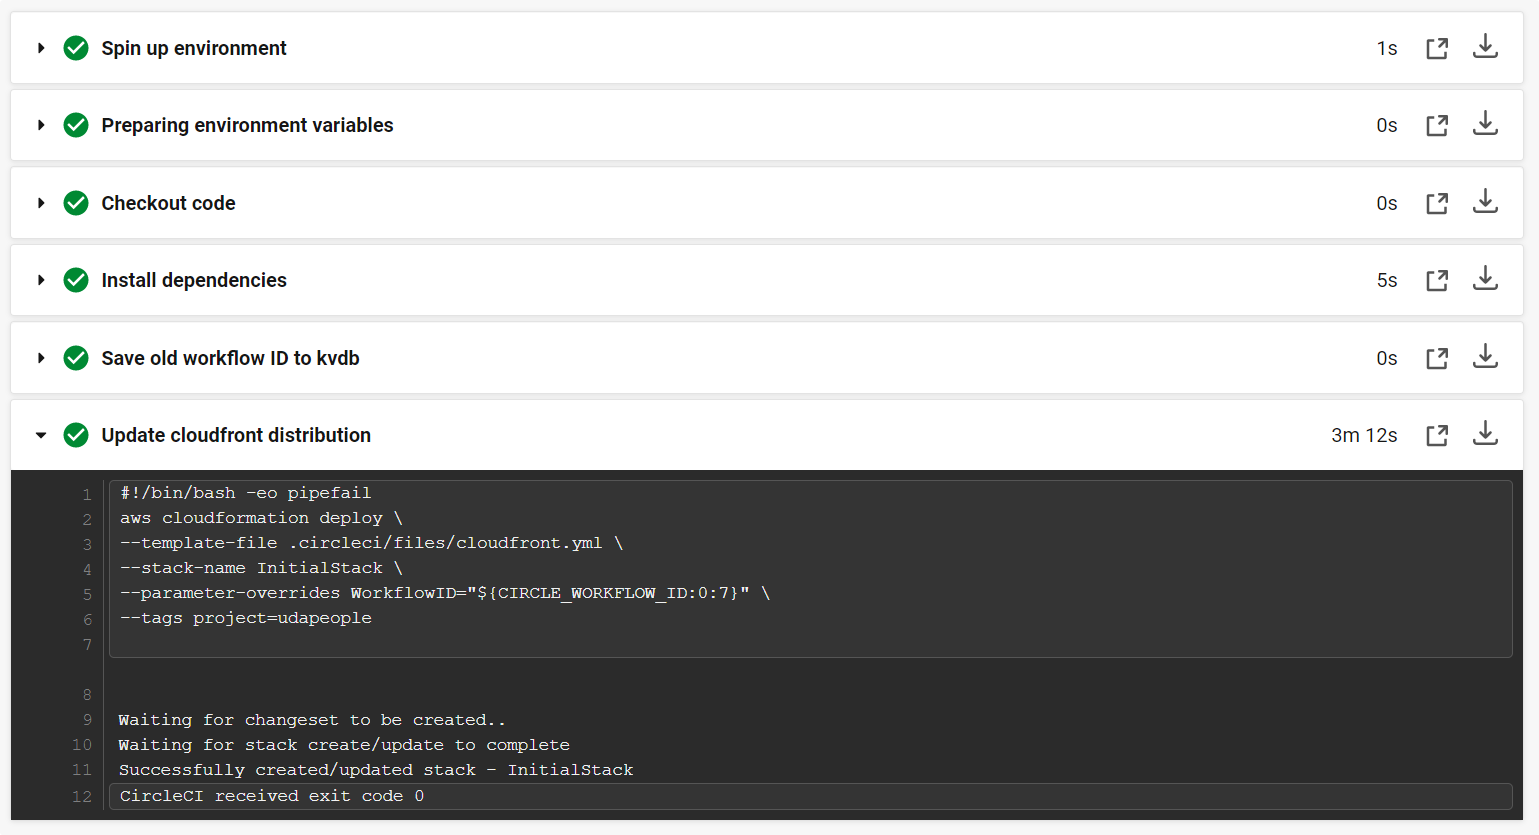 Spin up environment 1s
Preparing environment variables 0s
Checkout code 0s
Install dependencies 5s
Save old workflow ID to kvdb 0s
Update cloudfront distribution 3m 12s
1 #!/bin/bash -eo pipefail
2 aws cloudformation deploy \
3 --template-file .circleci/files/cloudfront.yml \
4 --stack-name InitialStack \
5 --parameter-overrides WorkflowID="${CIRCLE_WORKFLOW_ID:0:7}" \
6 --tags project=udapeople
7
8
9 Waiting for changeset to be created..
10 Waiting for stack create/update to complete
11 Successfully created/updated stack - InitialStack
12 CircleCI received exit code 0